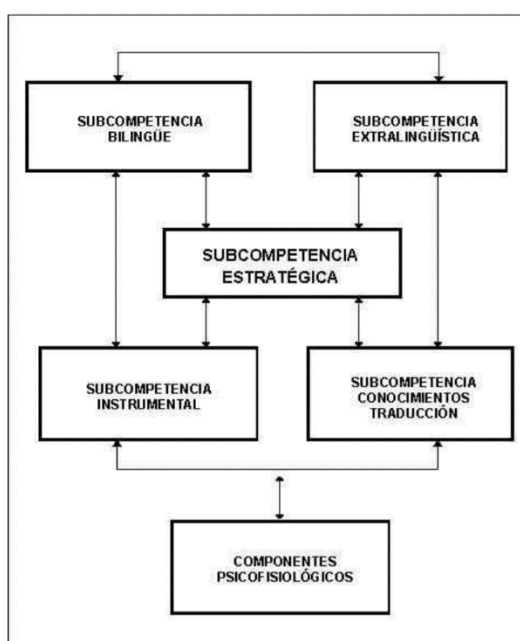 SUBCOMPETENCIA
BILINGÜE
SUBCOMPETENCIA
EXTRALINGÜÍSTICA
SUBCOMPETENCIA
ESTRATÉGICA
SUBCOMPETENCIA
INSTRUMENTAL
SUBCOMPETENCIA
CONOCIMIENTOS
TRADUCCIÓN
COMPONENTES
PSICOFISIOLÓGICOS